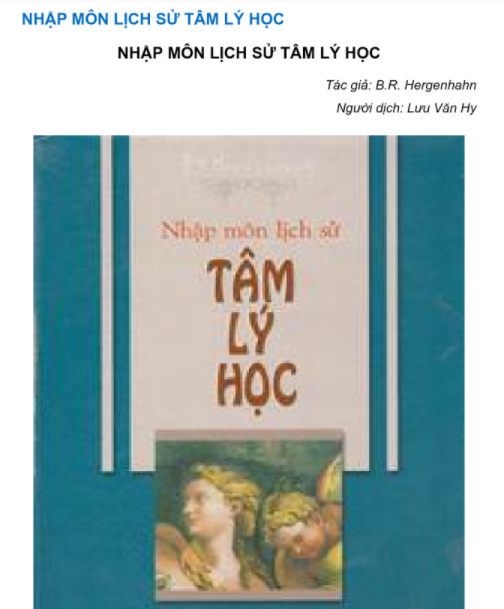 NHẬP MÔN LỊCH SỬ TÂM LÝ HỌC
NHẬP MÔN LỊCH SỬ TÂM LÝ HỌC
Tác giả: B.R. Hergenhahn
Người dịch: Lưu Văn Hy
Nhập môn lịch sử
TÂM
LÝ
HỌC